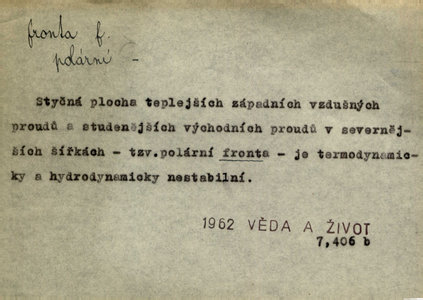 fronta f.
polární -
Styčná plocha teplejších západních vzdušných
proudů a studenějších východních proudů v severněj-
ších šířkách - tzv.polární fronta - je termodynamic-
ky a hydrodynamicky nestabilní.
1962 VĚDA A ŽIVOT
7,406 b